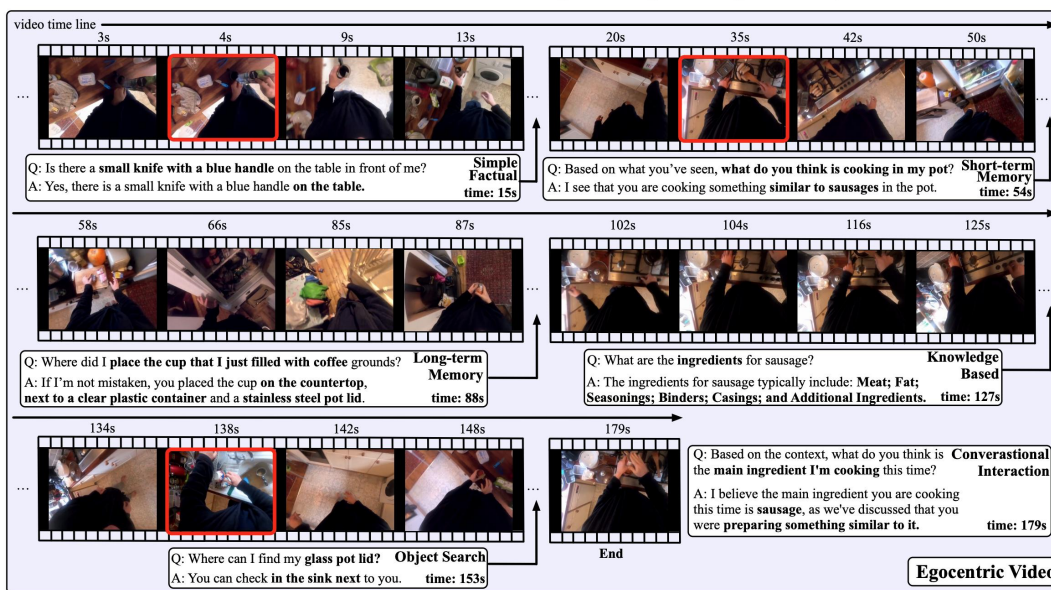 video time line
3s 4s 9s 13s 20s 35s 42s 50s
... ... ...
Q: Is there a small knife with a blue handle on the table in front of me?
A: Yes, there is a small knife with a blue handle on the table.
Simple
Factual
time: 15s
Q: Based on what you've seen, what do you think is cooking in my pot?
A: I see that you are cooking something similar to sausages in the pot.
Short-term
Memory
time: 54s
58s 66s 85s 87s 102s 104s 116s 125s
... ... ...
Q: Where did I place the cup that I just filled with coffee grounds?
A: If I'm not mistaken, you placed the cup on the countertop,
next to a clear plastic container and a stainless steel pot lid.
Long-term
Memory
time: 88s
Q: What are the ingredients for sausage?
A: The ingredients for sausage typically include: Meat; Fat;
Seasonings; Binders; Casings; and Additional Ingredients.
Knowledge
Based
time: 127s
134s 138s 142s 148s 179s
... ...
End
Q: Where can I find my glass pot lid?
A: You can check in the sink next to you.
Object Search
time: 153s
Q: Based on the context, what do you think is
the main ingredient I'm cooking this time?
A: I believe the main ingredient you are cooking
this time is sausage, as we've discussed that you
were preparing something similar to it.
Converastional
Interaction
time: 179s
Egocentric Video